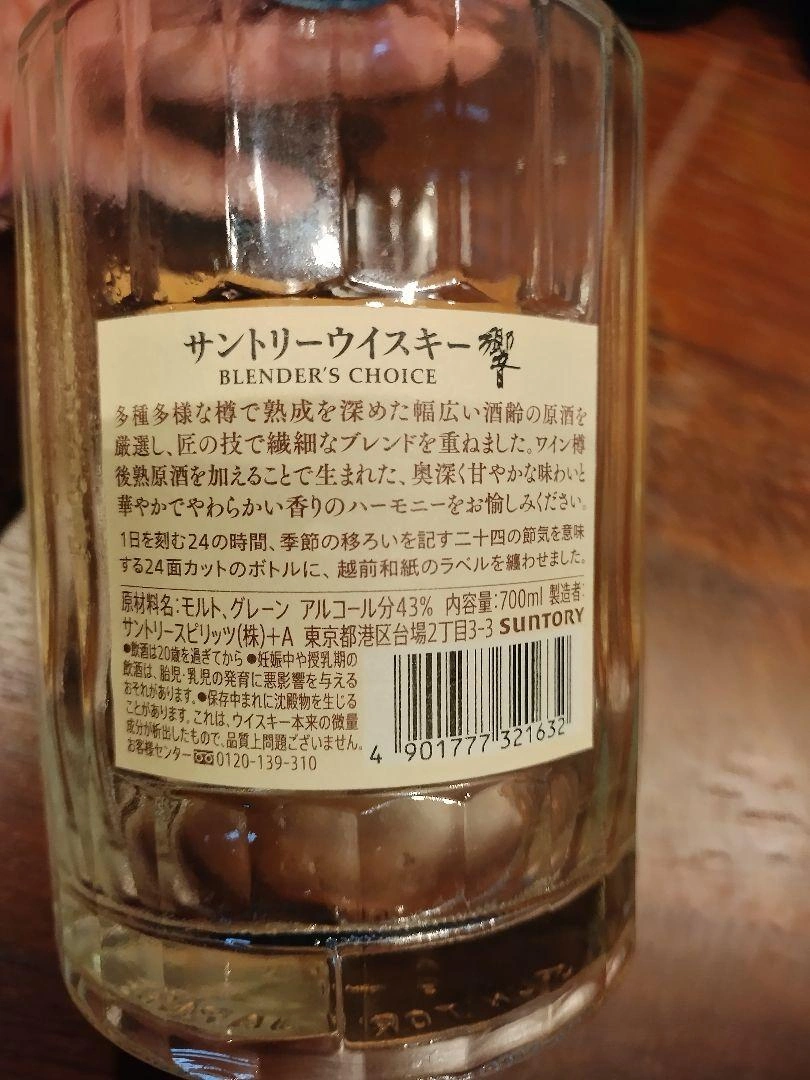 サントリーウイスキー 響
BLENDER'S CHOICE
多種多様な樽で熟成を深めた幅広い酒齢の原酒を
厳選し、匠の技で繊細なブレンドを重ねました。ワイン樽
後熟原酒を加えることで生まれた、奥深く甘やかな味わいと
華やかでやわらかい香りのハーモニーをお愉しみください。
1日を刻む24の時間、季節の移ろいを記す二十四の節気を意味
する24面カットのボトルに、越前和紙のラベルを纏わせました。
原材料名:モルト、グレーン アルコール分43% 内容量:700ml 製造者:
サントリースピリッツ(株)+A 東京都港区台場2丁目3-3 SUNTORY
●飲酒は20歳を過ぎてから ●妊娠中や授乳期の
飲酒は、胎児・乳児の発育に悪影響を与える
おそれがあります。●保存中まれに沈殿物を生じる
ことがあります。これは、ウイスキー本来の微量
成分が析出したもので、品質上問題ございません。
お客様センター 0120-139-310
4 901777 321632